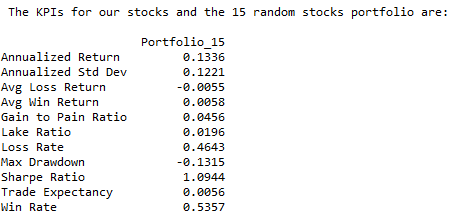 The KPIs for our stocks and the 15 random stocks portfolio are:
Portfolio_15
Annualized Return 0.1336
Annualized Std Dev 0.1221
Avg Loss Return -0.0055
Avg Win Return 0.0058
Gain to Pain Ratio 0.0456
Lake Ratio 0.0196
Loss Rate 0.4643
Max Drawdown -0.1315
Sharpe Ratio 1.0944
Trade Expectancy 0.0056
Win Rate 0.5357